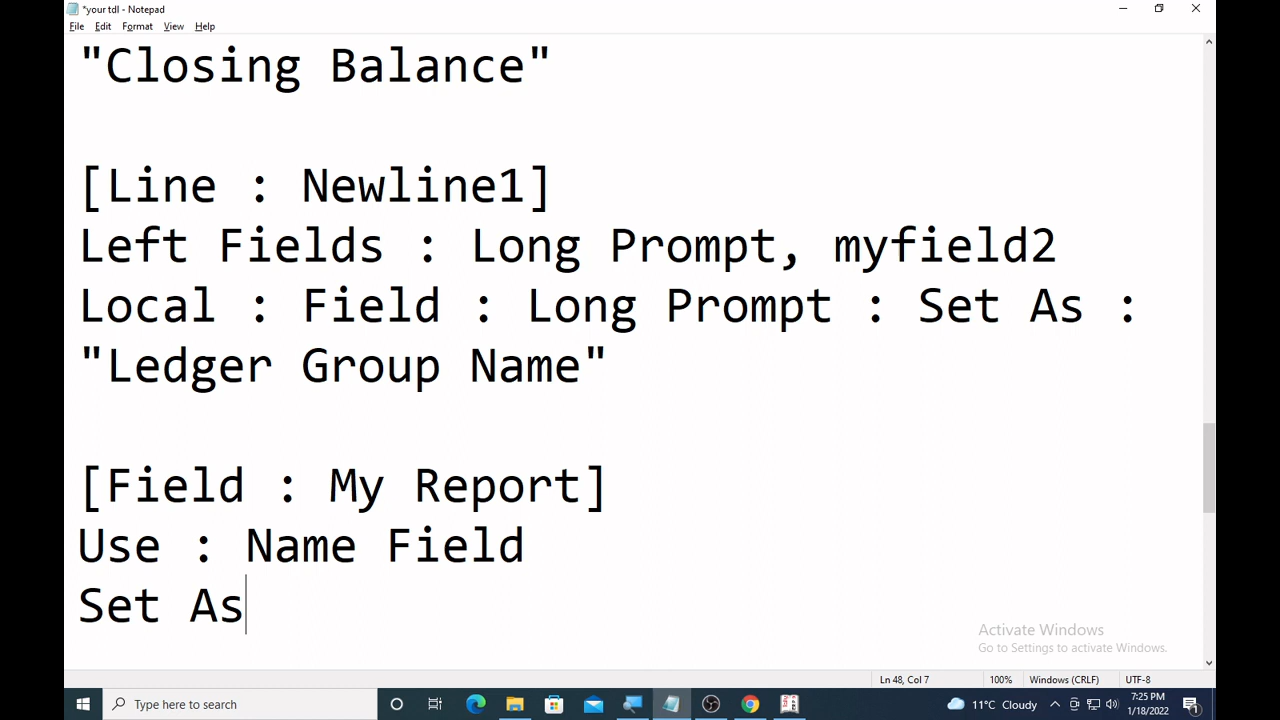 *your tdl - Notepad
File Edit Format View Help
"Closing Balance"
[Line : Newline1]
Left Fields : Long Prompt, myfield2
Local : Field : Long Prompt : Set As :
"Ledger Group Name"
[Field : My Report]
Use : Name Field
Set As
Activate Windows
Go to Settings to activate Windows.
Ln 48, Col 7 100% Windows (CRLF) UTF-8
Type here to search 11°C Cloudy 7:25 PM
1/18/2022 1